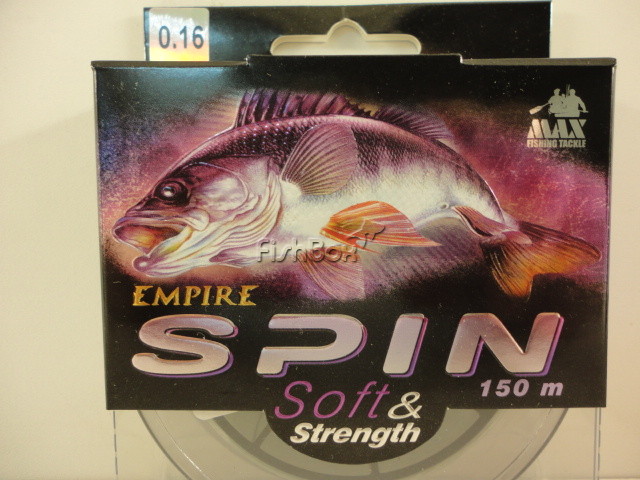 0.16
MAX
FISHING TACKLE
FishBox
EMPIRE
SPIN
150 m
Soft &
Strength